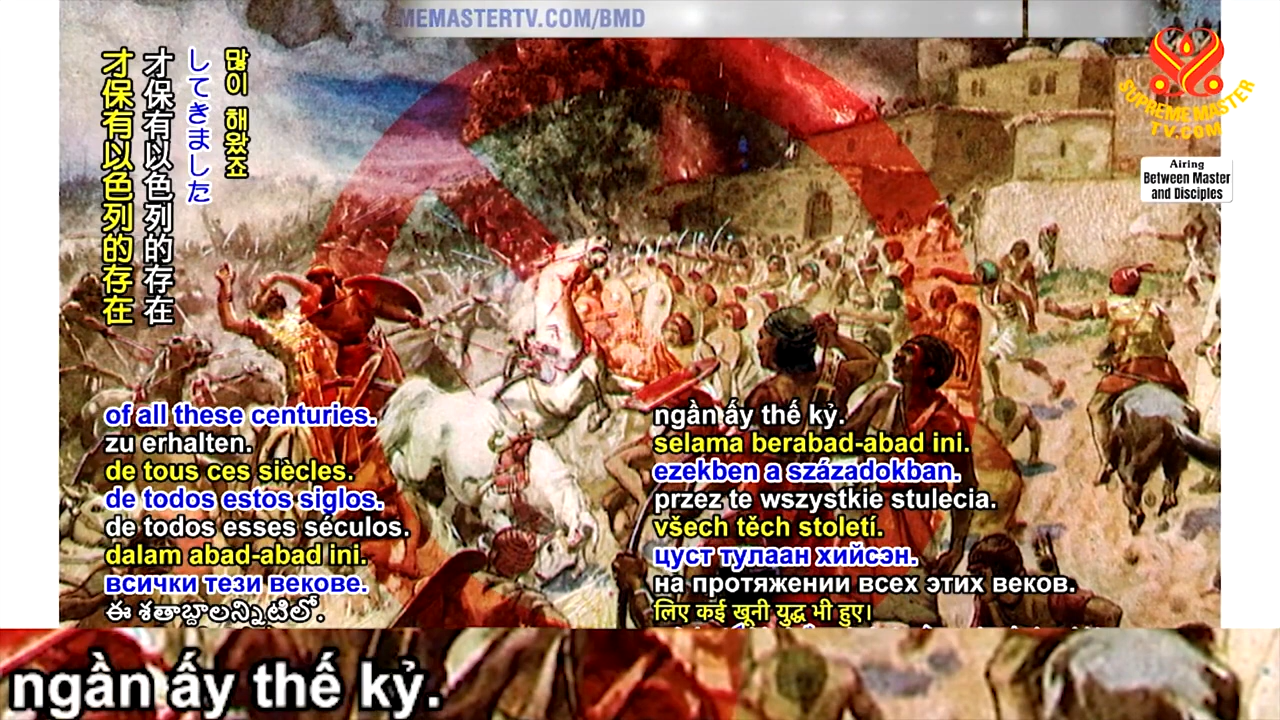 MEMASTERTV.COM/BMD
SUPREME MASTER
TV.COM
Airing
Between Master
and Disciples
많이 해왔죠
してきました
才保有以色列的存在
才保有以色列的存在
of all these centuries.
zu erhalten.
de tous ces siècles.
de todos estos siglos.
de todos esses séculos.
dalam abad-abad ini.
всички тези векове.
ఈ శతాబ్దాలన్నిటిలో.
ngần ấy thế kỷ.
selama berabad-abad ini.
ezekben a századokban.
przez te wszystkie stulecia.
všech těch století.
цуст тулаан хийсэн.
на протяжении всех этих веков.
लिए कई खूनी युद्ध भी हुए।
ngần ấy thế kỷ.